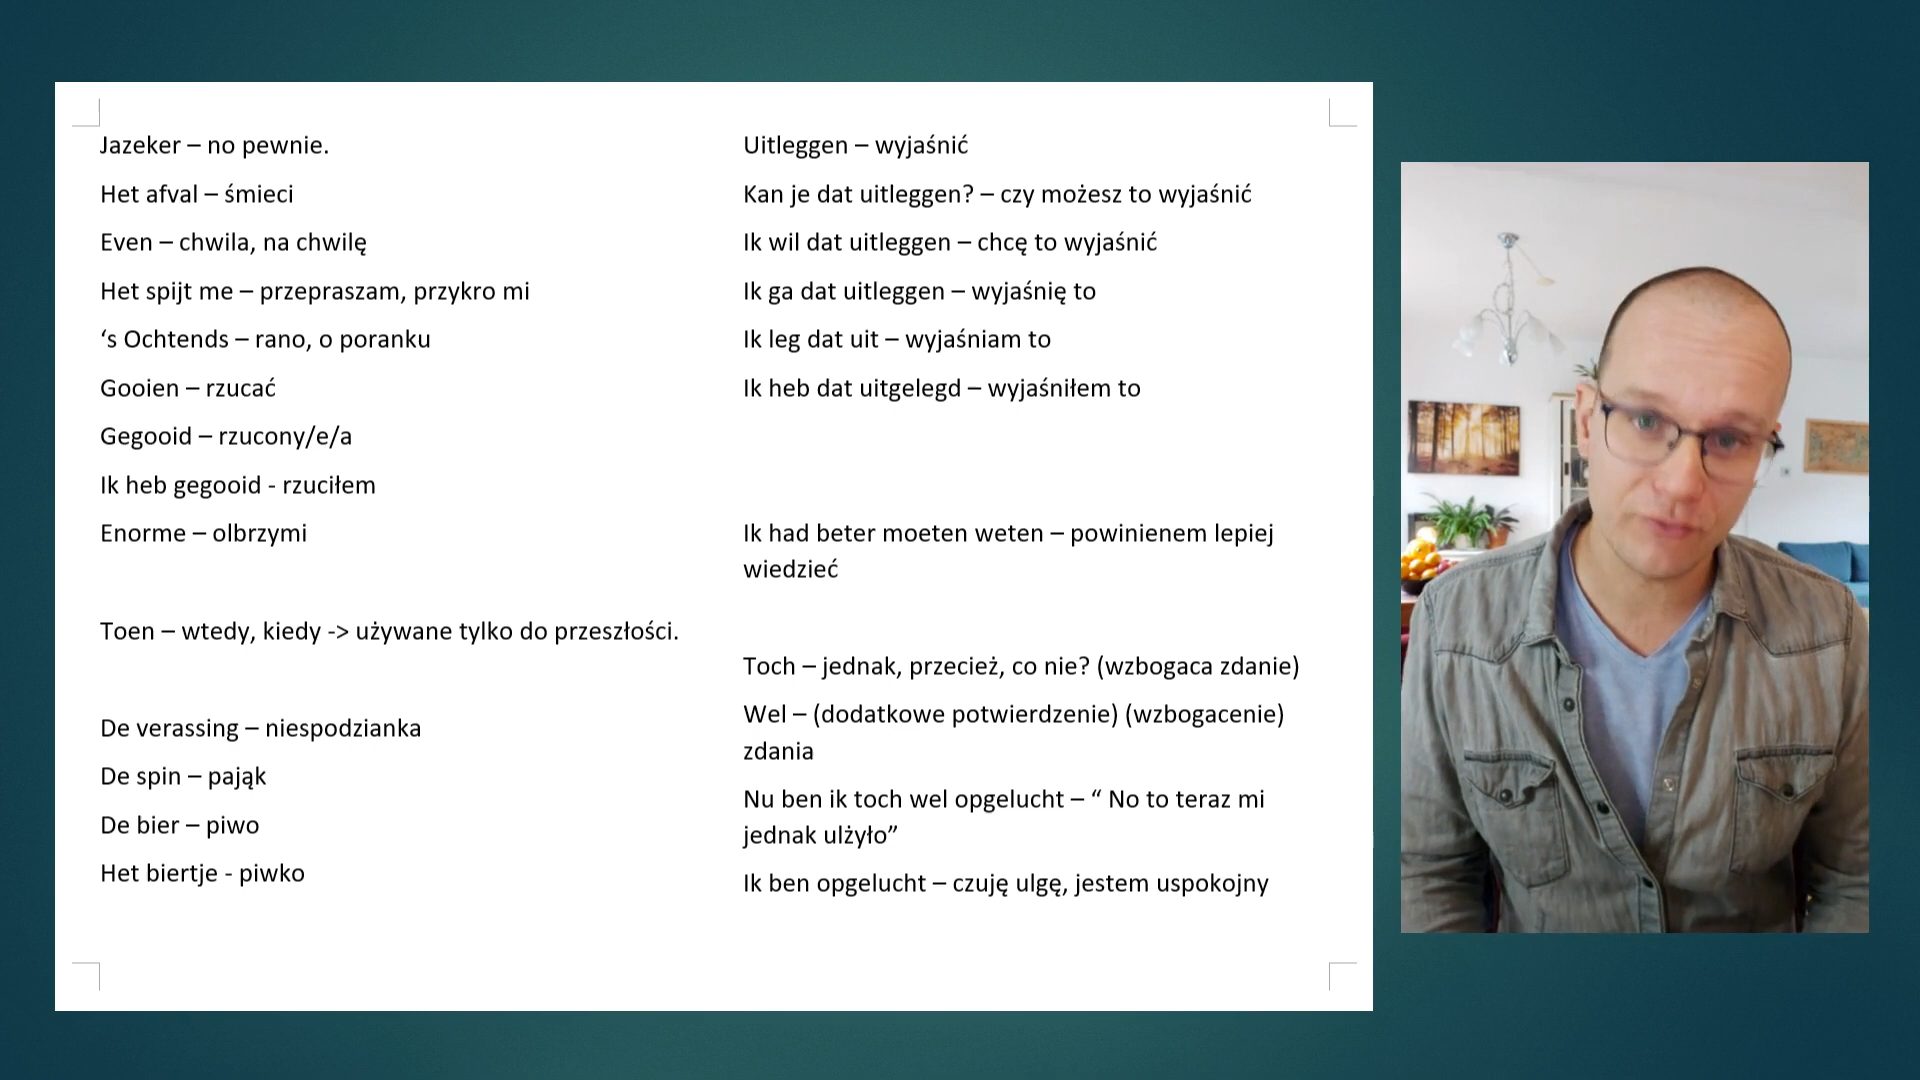 Jazeker – no pewnie.
Het afval – śmieci
Even – chwila, na chwilę
Het spijt me – przepraszam, przykro mi
‘s Ochtends – rano, o poranku
Gooien – rzucać
Gegooid – rzucony/e/a
Ik heb gegooid - rzuciłem
Enorme – olbrzymi
Toen – wtedy, kiedy -> używane tylko do przeszłości.
De verassing – niespodzianka
De spin – pająk
De bier – piwo
Het biertje - piwko
Uitleggen – wyjaśnić
Kan je dat uitleggen? – czy możesz to wyjaśnić
Ik wil dat uitleggen – chcę to wyjaśnić
Ik ga dat uitleggen – wyjaśnię to
Ik leg dat uit – wyjaśniam to
Ik heb dat uitgelegd – wyjaśniłem to
Ik had beter moeten weten – powinienem lepiej
wiedzieć
Toch – jednak, przecież, co nie? (wzbogaca zdanie)
Wel – (dodatkowe potwierdzenie) (wzbogacenie)
zdania
Nu ben ik toch wel opgelucht – “ No to teraz mi
jednak ulżyło”
Ik ben opgelucht – czuję ulgę, jestem uspokojny